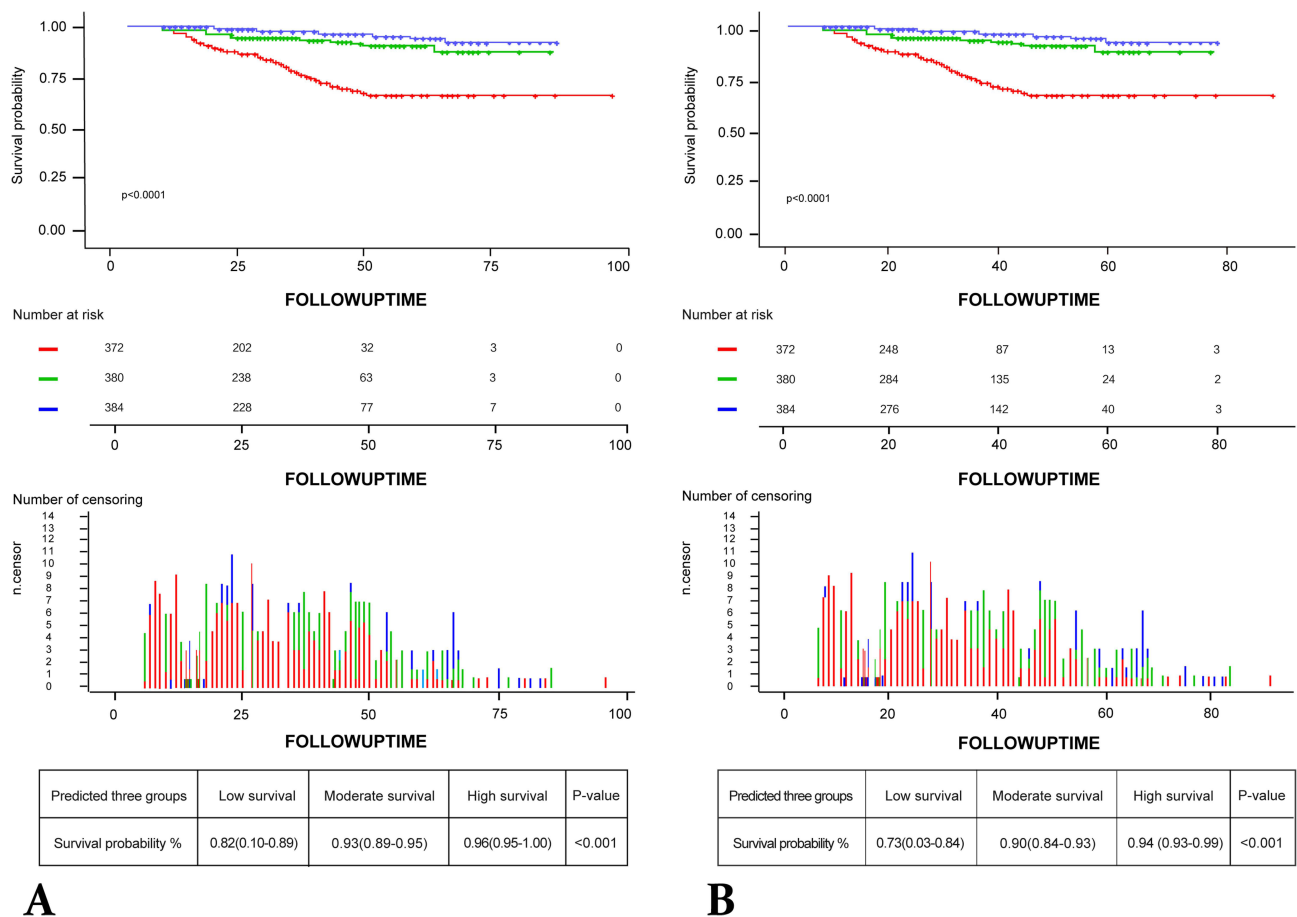 1.00
0.75
0.50
0.25
0.00
Survival probability
p<0.0001
0 25 50 75 100
FOLLOWUPTIME
Number at risk
372 202 32 3 0
380 238 63 3 0
384 228 77 7 0
0 25 50 75 100
FOLLOWUPTIME
Number of censoring
14
13
12
11
10
9
8
7
6
5
4
3
2
1
0
n.censor
0 25 50 75 100
FOLLOWUPTIME
Predicted three groups Low survival Moderate survival High survival P-value
Survival probability % 0.82(0.10-0.89) 0.93(0.89-0.95) 0.96(0.95-1.00) <0.001
A
1.00
0.75
0.50
0.25
0.00
Survival probability
p<0.0001
0 20 40 60 80
FOLLOWUPTIME
Number at risk
372 248 87 13 3
380 284 135 24 2
384 276 142 40 3
0 20 40 60 80
FOLLOWUPTIME
Number of censoring
14
13
12
11
10
9
8
7
6
5
4
3
2
1
0
n.censor
0 20 40 60 80
FOLLOWUPTIME
Predicted three groups Low survival Moderate survival High survival P-value
Survival probability % 0.73(0.03-0.84) 0.90(0.84-0.93) 0.94 (0.93-0.99) <0.001
B